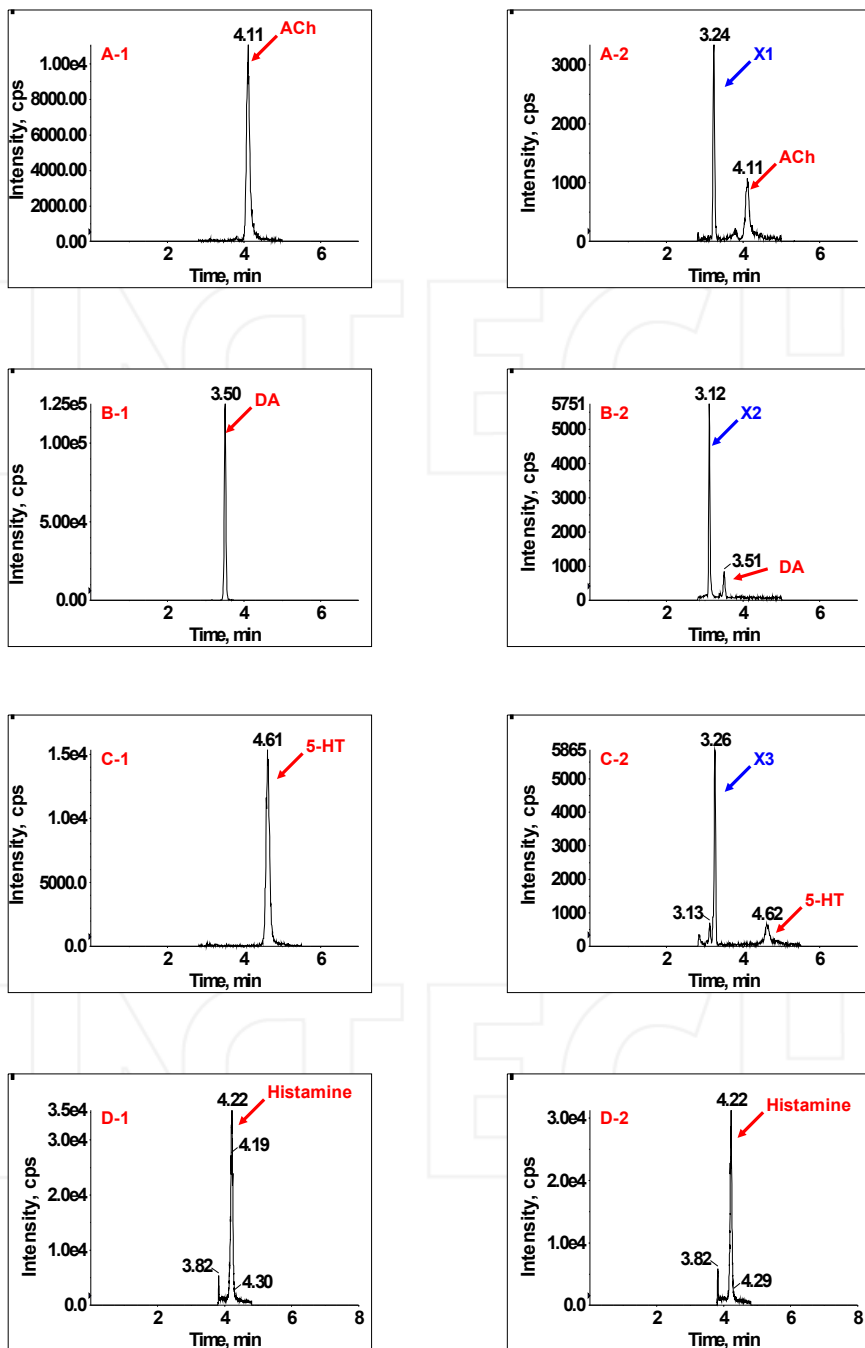 A-1
4.11
ACh
1.00e4
8000.00
6000.00
4000.00
2000.00
0.00
Intensity, cps
2 4 6
Time, min
A-2
3.24
X1
4.11
ACh
3000
2000
1000
0
Intensity, cps
2 4 6
Time, min
B-1
3.50
DA
1.25e5
1.00e5
5.00e4
0.00
Intensity, cps
2 4 6
Time, min
B-2
3.12
X2
3.51
DA
5751
5000
4000
3000
2000
1000
0
Intensity, cps
2 4 6
Time, min
C-1
4.61
5-HT
1.5e4
1.0e4
5000.0
0.0
Intensity, cps
2 4 6
Time, min
C-2
3.26
X3
3.13
4.62
5-HT
5865
5000
4000
3000
2000
1000
0
Intensity, cps
2 4 6
Time, min
D-1
4.22
Histamine
4.19
3.82
4.30
3.5e4
3.0e4
2.0e4
1.0e4
0.0
Intensity, cps
2 4 6 8
Time, min
D-2
4.22
Histamine
3.82
4.29
3.0e4
2.0e4
1.0e4
0.0
Intensity, cps
2 4 6 8
Time, min
INTECH
INTECH